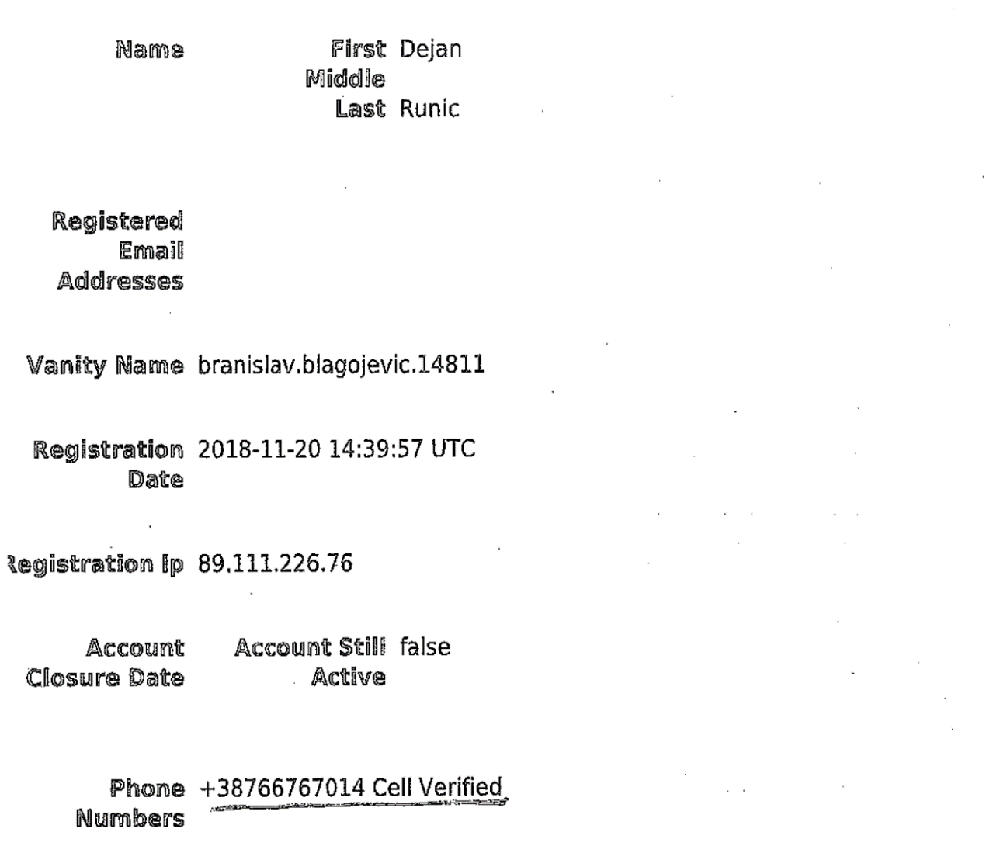 Name First Dejan
Middle
Last Runic
Registered
Email
Addresses
Vanity Name branislav.blagojevic.14811
Registration 2018-11-20 14:39:57 UTC
Date
Registration Ip 89.111.226.76
Account Account Still false
Closure Date Active
Phone +38766767014 Cell Verified
Numbers